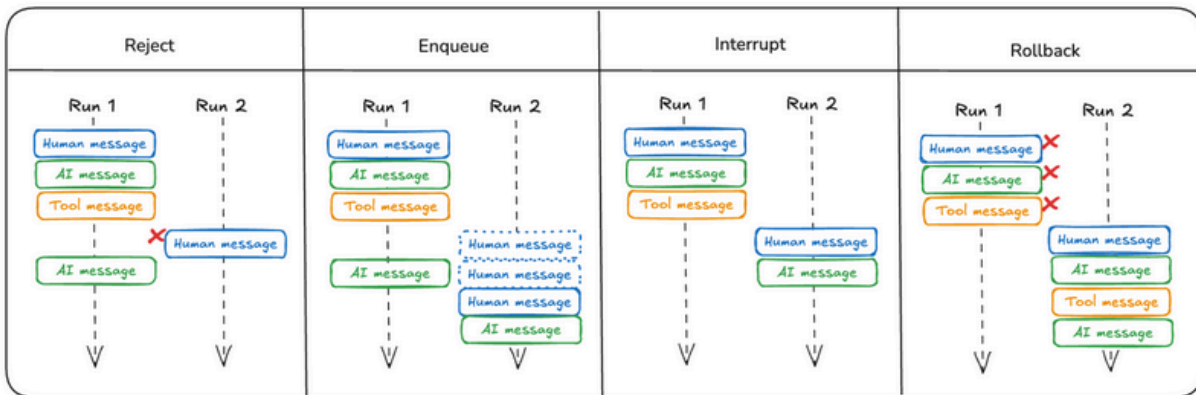 Reject
Run 1
Run 2
Human message
AI message
Tool message
Human message
AI message
Enqueue
Run 1
Run 2
Human message
AI message
Tool message
Human message
AI message
Human message
Human message
AI message
Interrupt
Run 1
Run 2
Human message
AI message
Tool message
Human message
AI message
Rollback
Run 1
Run 2
Human message
AI message
Tool message
Human message
AI message
Tool message
AI message